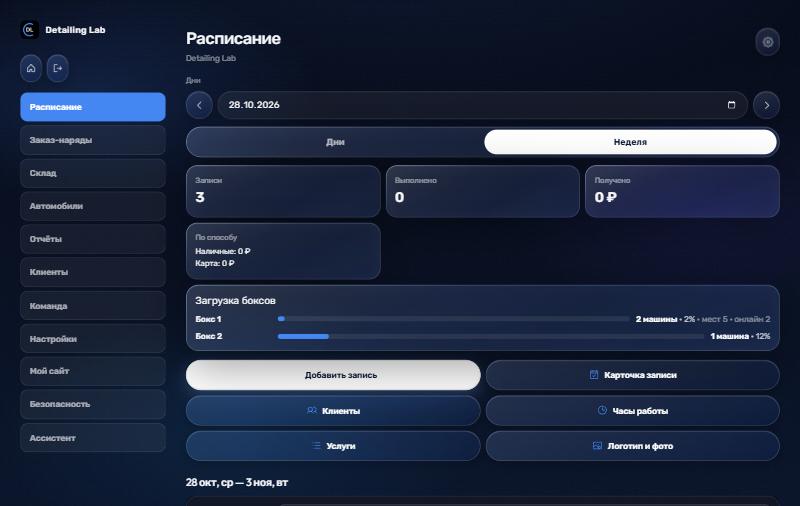 DL
Detailing Lab
Расписание
Заказ-наряды
Склад
Автомобили
Отчёты
Клиенты
Команда
Настройки
Мой сайт
Безопасность
Ассистент
Расписание
Detailing Lab
Дни
28.10.2026
Дни
Неделя
Записи
3
Выполнено
0
Получено
0 ₽
По способу
Наличные: 0 ₽
Карта: 0 ₽
Загрузка боксов
Бокс 1
2 машины • 2% • мест 5 • онлайн 2
Бокс 2
1 машина • 12%
Добавить запись
Карточка записи
Клиенты
Часы работы
Услуги
Логотип и фото
28 окт, ср — 3 ноя, вт